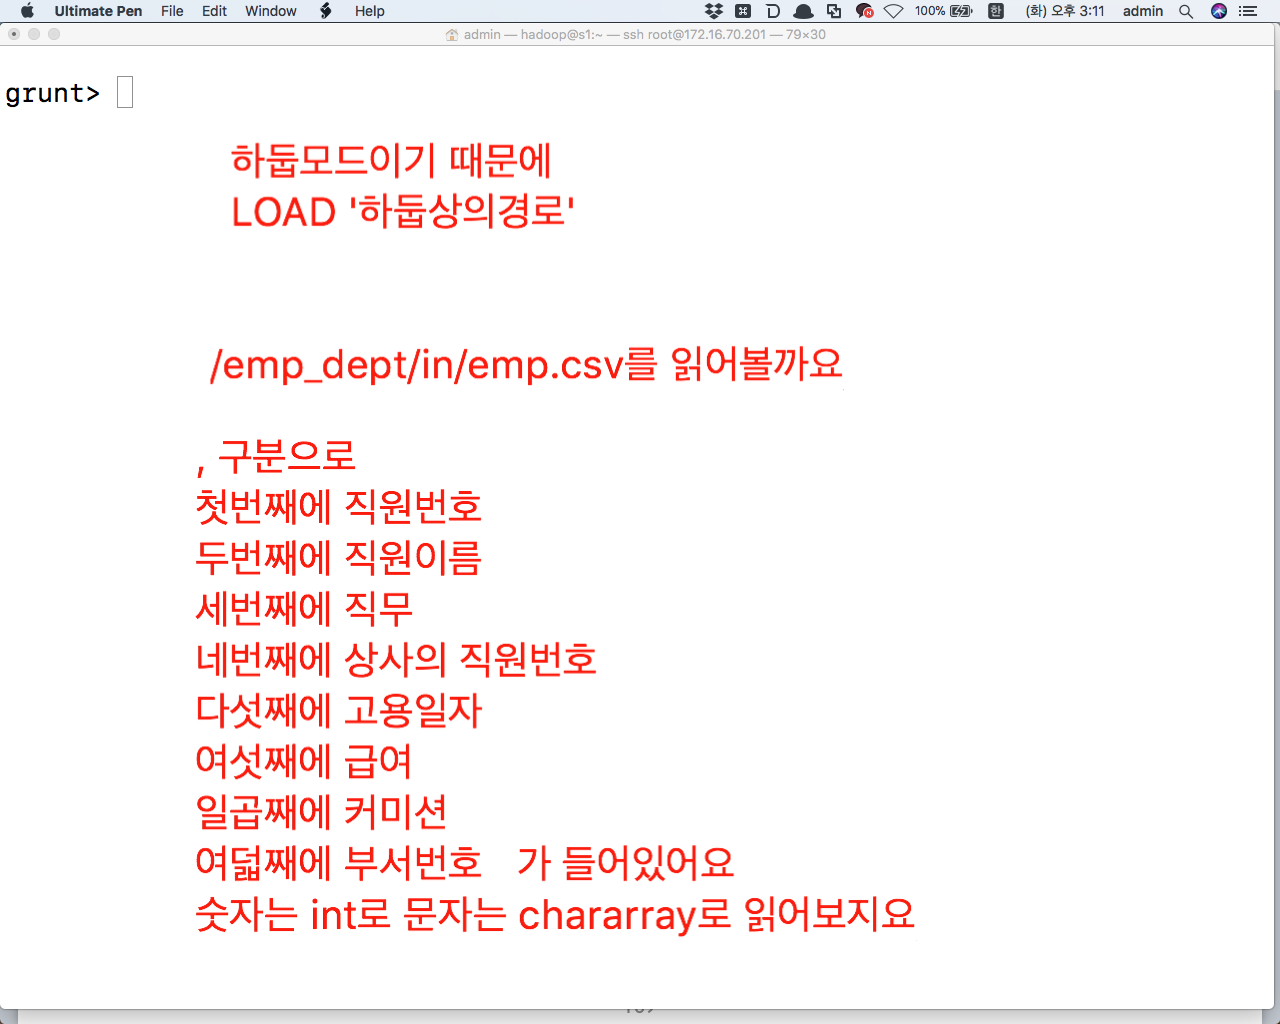 Ultimate Pen File Edit Window Help 100% 한 (화) 오후 3:11 admin
admin — hadoop@s1:~ — ssh root@172.16.70.201 — 79×30
grunt>
하둡모드이기 때문에
LOAD '하둡상의경로'
/emp_dept/in/emp.csv를 읽어볼까요
, 구분으로
첫번째에 직원번호
두번째에 직원이름
세번째에 직무
네번째에 상사의 직원번호
다섯째에 고용일자
여섯째에 급여
일곱째에 커미션
여덟째에 부서번호 가 들어있어요
숫자는 int로 문자는 chararray로 읽어보지요